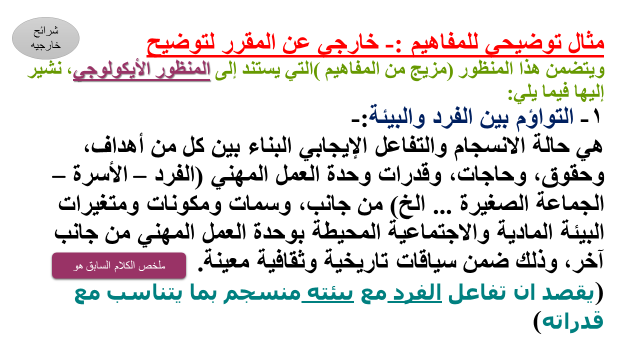 شرائح
خارجيه
مثال توضيحي للمفاهيم :- خارجي عن المقرر لتوضيح
ويتضمن هذا المنظور (مزيج من المفاهيم )التي يستند إلى المنظور الأيكولوجي، نشير
إليها فيما يلي:
١- التواؤم بين الفرد والبيئة:-
هي حالة الانسجام والتفاعل الإيجابي البناء بين كل من أهداف،
وحقوق، وحاجات، وقدرات وحدة العمل المهني (الفرد – الأسرة –
الجماعة الصغيرة ... الخ) من جانب، وسمات ومكونات ومتغيرات
البيئة المادية والاجتماعية المحيطة بوحدة العمل المهني من جانب
آخر، وذلك ضمن سياقات تاريخية وثقافية معينة.
ملخص الكلام السابق هو
(يقصد ان تفاعل الفرد مع بيئته منسجم بما يتناسب مع
قدراته)